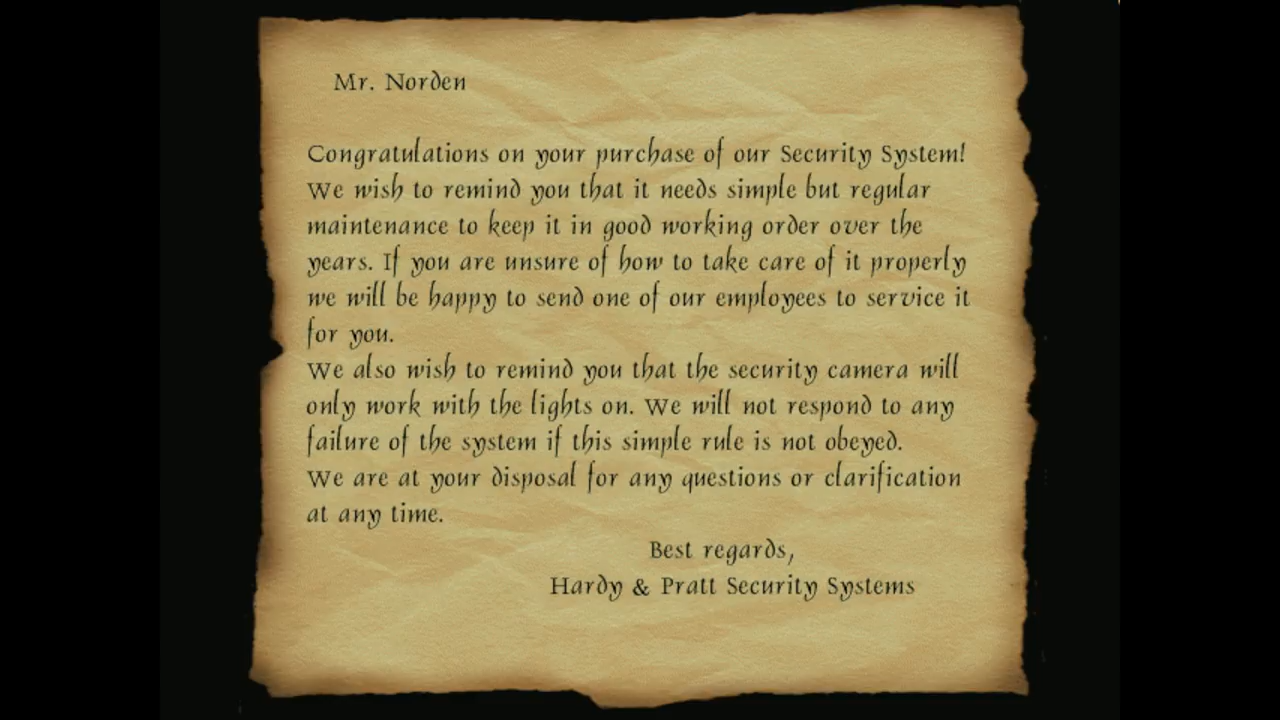 Mr. Norden
Congratulations on your purchase of our Security System!
We wish to remind you that it needs simple but regular
maintenance to keep it in good working order over the
years. If you are unsure of how to take care of it properly
we will be happy to send one of our employees to service it
for you.
We also wish to remind you that the security camera will
only work with the lights on. We will not respond to any
failure of the system if this simple rule is not obeyed.
We are at your disposal for any questions or clarification
at any time.
Best regards,
Hardy & Pratt Security Systems